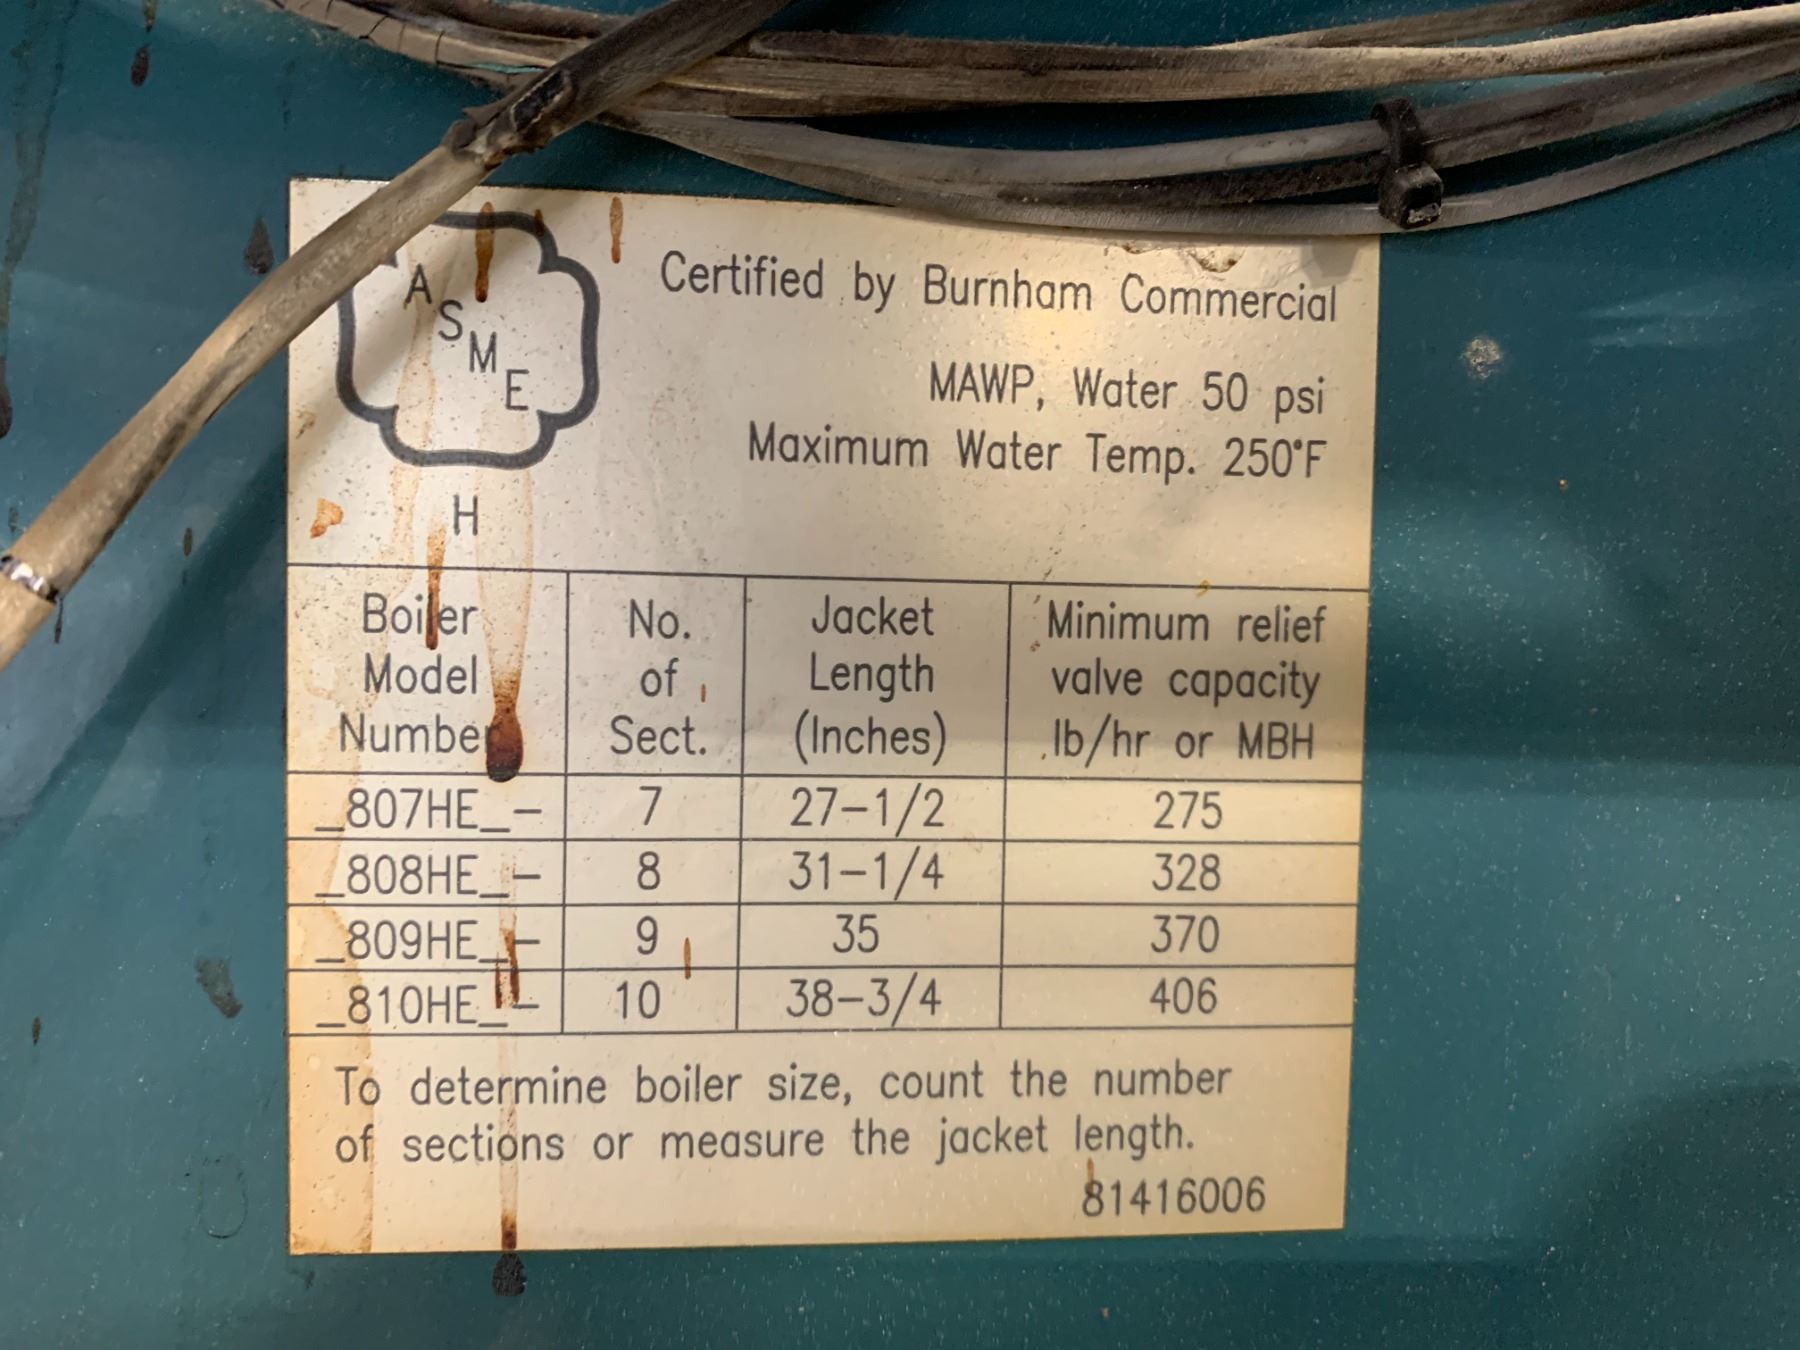 ASME
Certified by Burnham Commercial
MAWP, Water 50 psi
Maximum Water Temp. 250°F
H
Boiler Model Number No. of Sect. Jacket Length (Inches) Minimum relief valve capacity lb/hr or MBH
_807HE_- 7 27-1/2 275
_808HE_- 8 31-1/4 328
_809HE_- 9 35 370
_810HE_- 10 38-3/4 406
To determine boiler size, count the number
of sections or measure the jacket length.
81416006